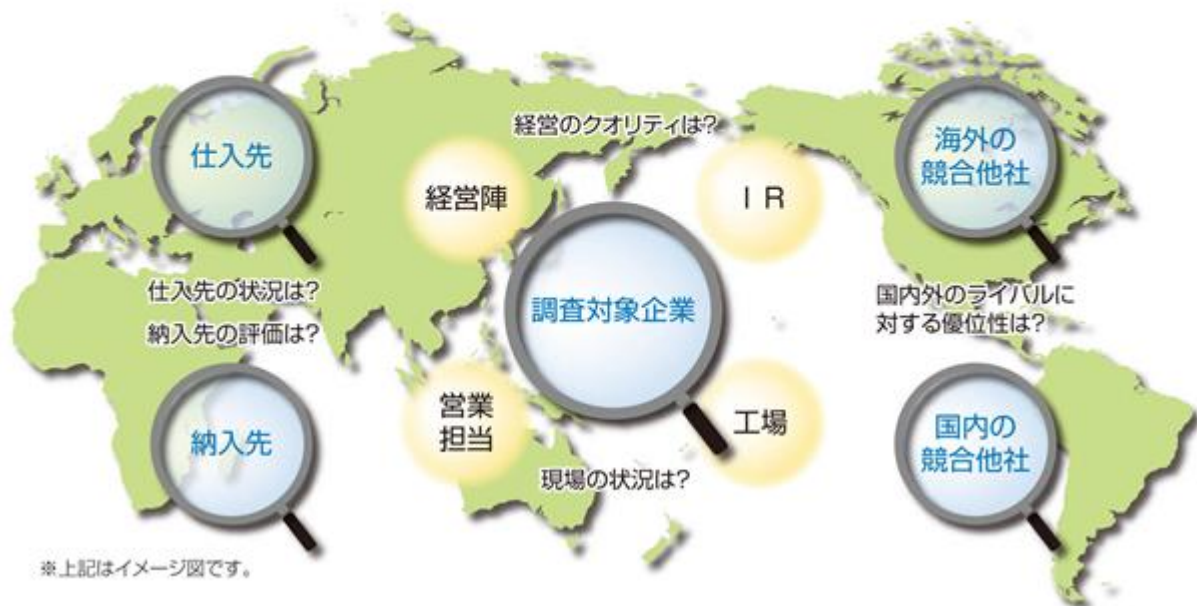 仕入先
仕入先の状況は?
納入先の評価は?
納入先
経営のクオリティは?
経営陣
IR
調査対象企業
営業
担当
工場
現場の状況は?
海外の
競合他社
国内外のライバルに
対する優位性は?
国内の
競合他社
※上記はイメージ図です。